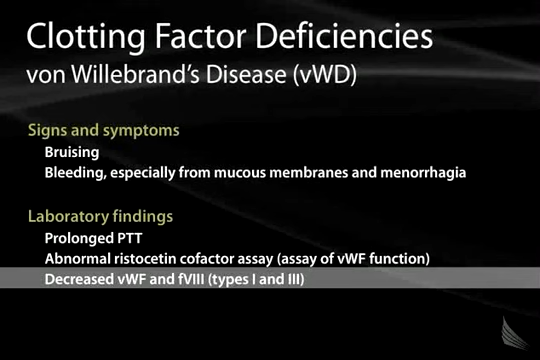 Clotting Factor Deficiencies
von Willebrand's Disease (vWD)
Signs and symptoms
Bruising
Bleeding, especially from mucous membranes and menorrhagia
Laboratory findings
Prolonged PTT
Abnormal ristocetin cofactor assay (assay of vWF function)
Decreased vWF and fVIII (types I and III)